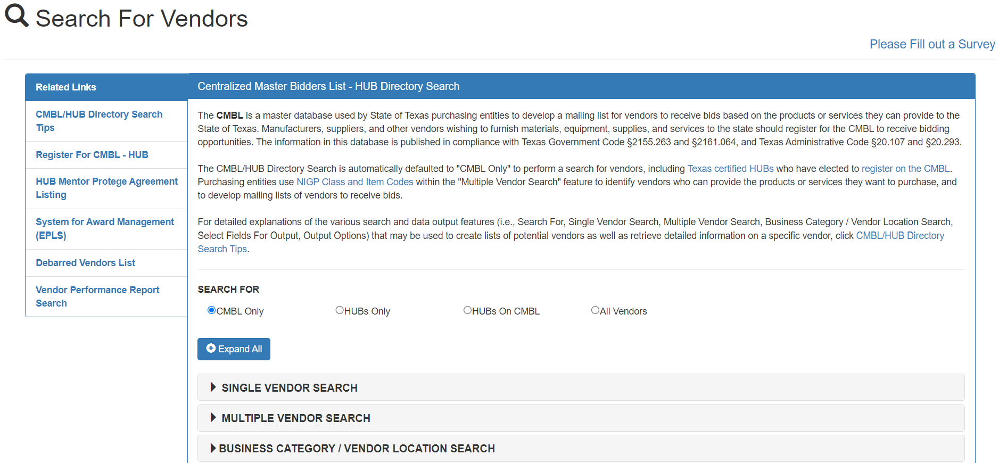 Search For Vendors
Please Fill out a Survey
Related Links
CMBL/HUB Directory Search
Tips
Register For CMBL - HUB
HUB Mentor Protege Agreement
Listing
System for Award Management
(EPLS)
Debarred Vendors List
Vendor Performance Report
Search
Centralized Master Bidders List - HUB Directory Search
The CMBL is a master database used by State of Texas purchasing entities to develop a mailing list for vendors to receive bids based on the products or services they can provide to the
State of Texas. Manufacturers, suppliers, and other vendors wishing to furnish materials, equipment, supplies, and services to the state should register for the CMBL to receive bidding
opportunities. The information in this database is published in compliance with Texas Government Code §2155.263 and §2161.064, and Texas Administrative Code §20.107 and §20.293.
The CMBL/HUB Directory Search is automatically defaulted to "CMBL Only" to perform a search for vendors, including Texas certified HUBs who have elected to register on the CMBL.
Purchasing entities use NIGP Class and Item Codes within the "Multiple Vendor Search" feature to identify vendors who can provide the products or services they want to purchase, and
to develop mailing lists of vendors to receive bids.
For detailed explanations of the various search and data output features (i.e., Search For, Single Vendor Search, Multiple Vendor Search, Business Category / Vendor Location Search,
Select Fields For Output, Output Options) that may be used to create lists of potential vendors as well as retrieve detailed information on a specific vendor, click CMBL/HUB Directory
Search Tips.
SEARCH FOR
CMBL Only HUBs Only HUBs On CMBL All Vendors
Expand All
SINGLE VENDOR SEARCH
MULTIPLE VENDOR SEARCH
BUSINESS CATEGORY / VENDOR LOCATION SEARCH